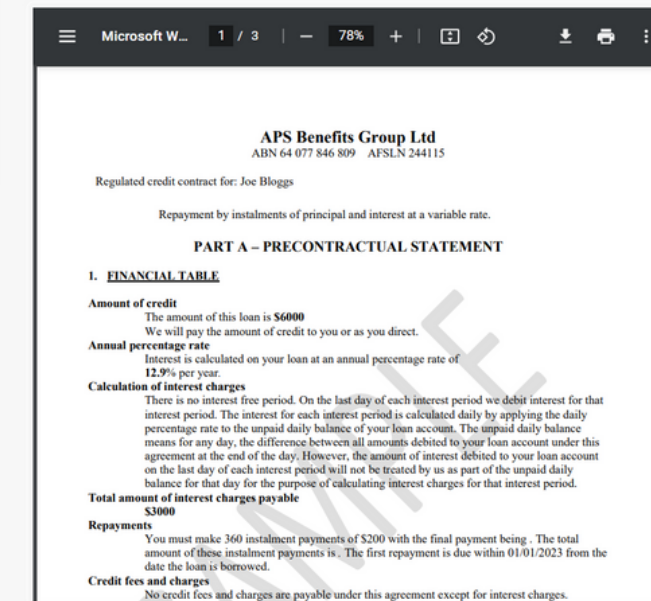 Microsoft W... 1 / 3 | − 78% + |
APS Benefits Group Ltd
ABN 64 077 846 809 AFSLN 244115
Regulated credit contract for: Joe Bloggs
Repayment by instalments of principal and interest at a variable rate.
PART A – PRECONTRACTUAL STATEMENT
1. FINANCIAL TABLE
Amount of credit
The amount of this loan is $6000
We will pay the amount of credit to you or as you direct.
Annual percentage rate
Interest is calculated on your loan at an annual percentage rate of
12.9% per year.
Calculation of interest charges
There is no interest free period. On the last day of each interest period we debit interest for that
interest period. The interest for each interest period is calculated daily by applying the daily
percentage rate to the unpaid daily balance of your loan account. The unpaid daily balance
means for any day, the difference between all amounts debited to your loan account under this
agreement at the end of the day. However, the amount of interest debited to your loan account
on the last day of each interest period will not be treated by us as part of the unpaid daily
balance for that day for the purpose of calculating interest charges for that interest period.
Total amount of interest charges payable
$3000
Repayments
You must make 360 instalment payments of $200 with the final payment being . The total
amount of these instalment payments is . The first repayment is due within 01/01/2023 from the
date the loan is borrowed.
Credit fees and charges
No credit fees and charges are payable under this agreement except for interest charges.